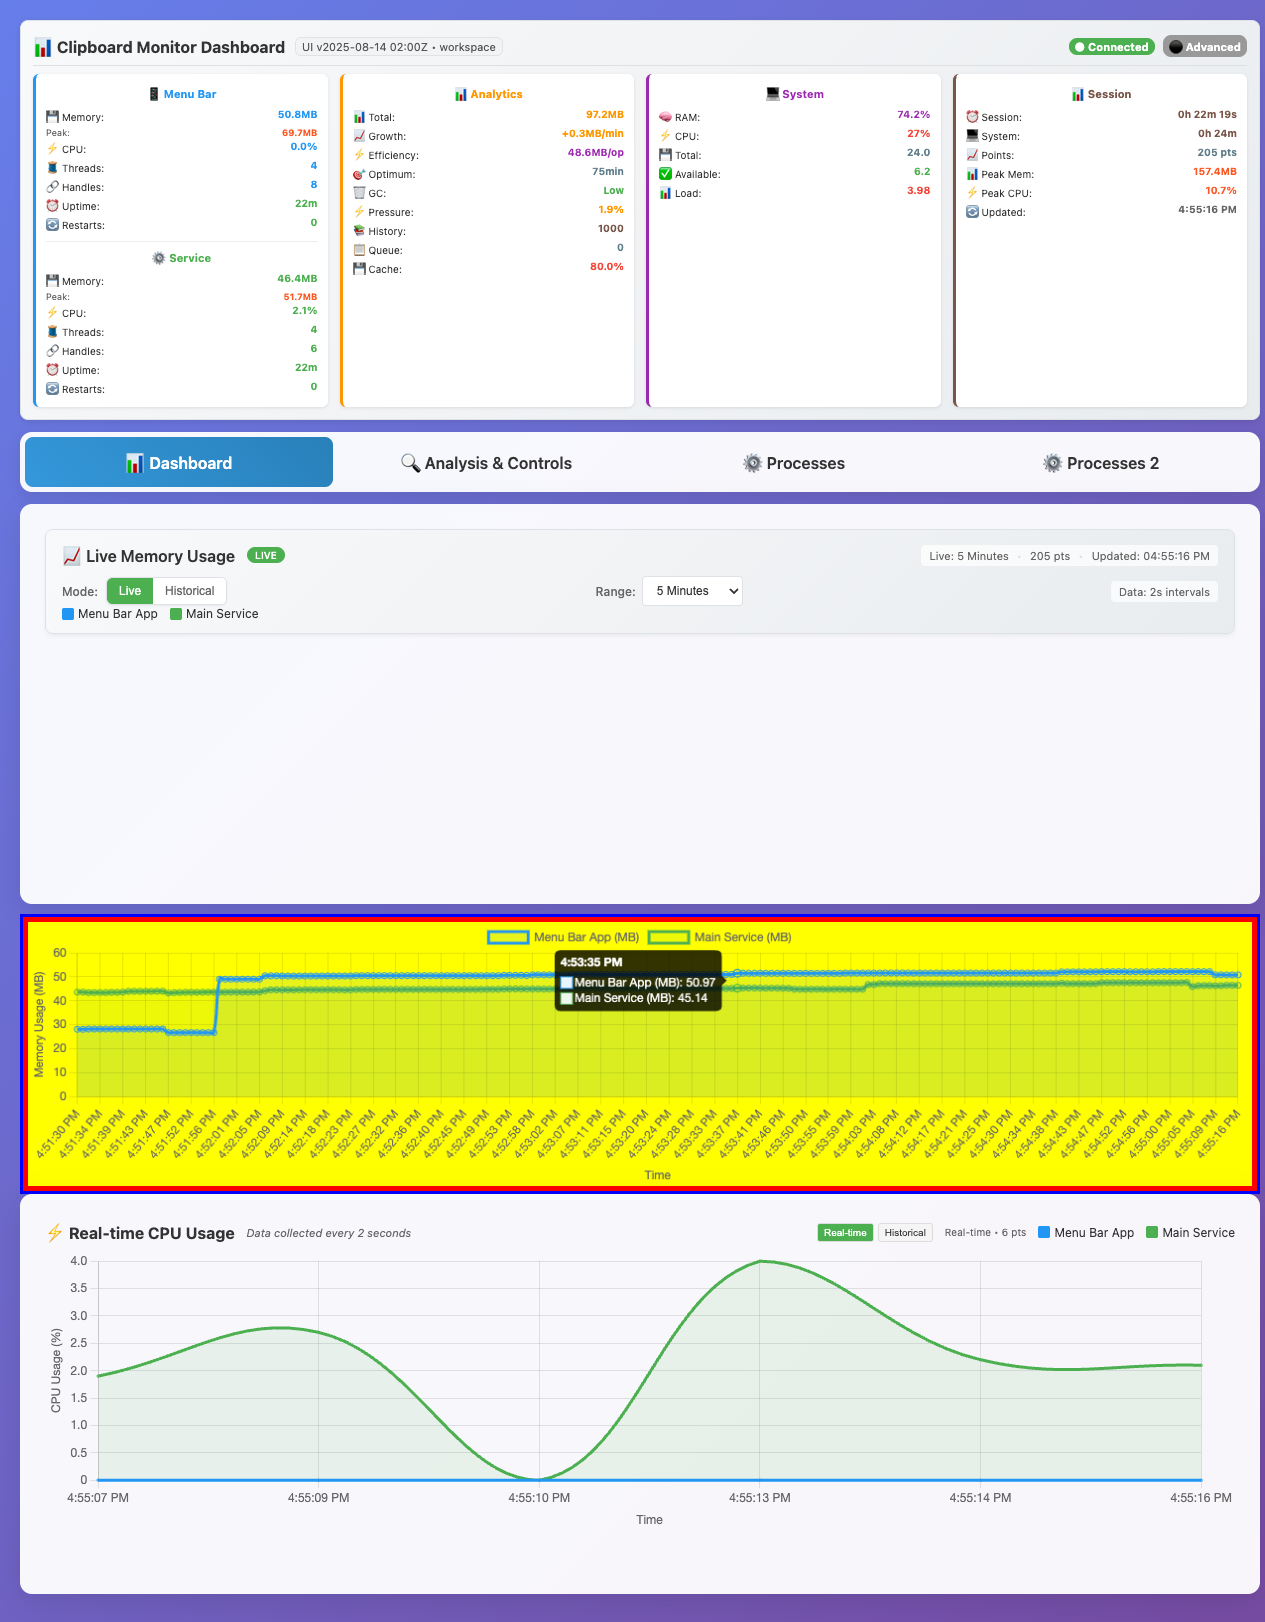 Clipboard Monitor Dashboard UI v2025-08-14 02:00Z • workspace Connected Advanced
Menu Bar
Memory: 50.8MB
Peak: 69.7MB
CPU: 0.0%
Threads: 4
Handles: 8
Uptime: 22m
Restarts: 0
Service
Memory: 46.4MB
Peak: 51.7MB
CPU: 2.1%
Threads: 4
Handles: 6
Uptime: 22m
Restarts: 0
Analytics
Total: 97.2MB
Growth: +0.3MB/min
Efficiency: 48.6MB/op
Optimum: 75min
GC: Low
Pressure: 1.9%
History: 1000
Queue: 0
Cache: 80.0%
System
RAM: 74.2%
CPU: 27%
Total: 24.0
Available: 6.2
Load: 3.98
Session
Session: 0h 22m 19s
System: 0h 24m
Points: 205 pts
Peak Mem: 157.4MB
Peak CPU: 10.7%
Updated: 4:55:16 PM
Dashboard Analysis & Controls Processes Processes 2
Live Memory Usage LIVE Live: 5 Minutes · 205 pts · Updated: 04:55:16 PM
Mode: Live Historical Range: 5 Minutes Data: 2s intervals
Menu Bar App Main Service
Menu Bar App (MB) Main Service (MB)
Memory Usage (MB)
60
50
40
30
20
10
0
4:53:35 PM
Menu Bar App (MB): 50.97
Main Service (MB): 45.14
4:51:30 PM 4:51:34 PM 4:51:39 PM 4:51:43 PM 4:51:47 PM 4:51:52 PM 4:51:56 PM 4:52:01 PM 4:52:05 PM 4:52:09 PM 4:52:14 PM 4:52:18 PM 4:52:23 PM 4:52:27 PM 4:52:32 PM 4:52:36 PM 4:52:40 PM 4:52:45 PM 4:52:49 PM 4:52:53 PM 4:52:58 PM 4:53:02 PM 4:53:07 PM 4:53:11 PM 4:53:15 PM 4:53:20 PM 4:53:24 PM 4:53:28 PM 4:53:33 PM 4:53:37 PM 4:53:41 PM 4:53:46 PM 4:53:50 PM 4:53:55 PM 4:53:59 PM 4:54:03 PM 4:54:08 PM 4:54:12 PM 4:54:17 PM 4:54:21 PM 4:54:25 PM 4:54:30 PM 4:54:34 PM 4:54:38 PM 4:54:43 PM 4:54:47 PM 4:54:52 PM 4:54:56 PM 4:55:00 PM 4:55:05 PM 4:55:09 PM 4:55:16 PM
Time
Real-time CPU Usage Data collected every 2 seconds Real-time Historical Real-time • 6 pts Menu Bar App Main Service
CPU Usage (%)
4.0
3.5
3.0
2.5
2.0
1.5
1.0
0.5
0
4:55:07 PM 4:55:09 PM 4:55:10 PM 4:55:13 PM 4:55:14 PM 4:55:16 PM
Time